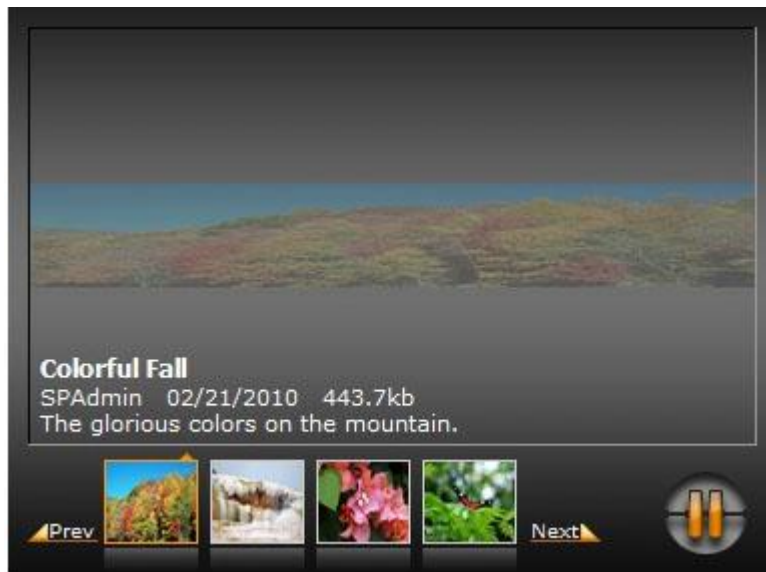 Colorful Fall
SPAdmin 02/21/2010 443.7kb
The glorious colors on the mountain.
Prev
Next